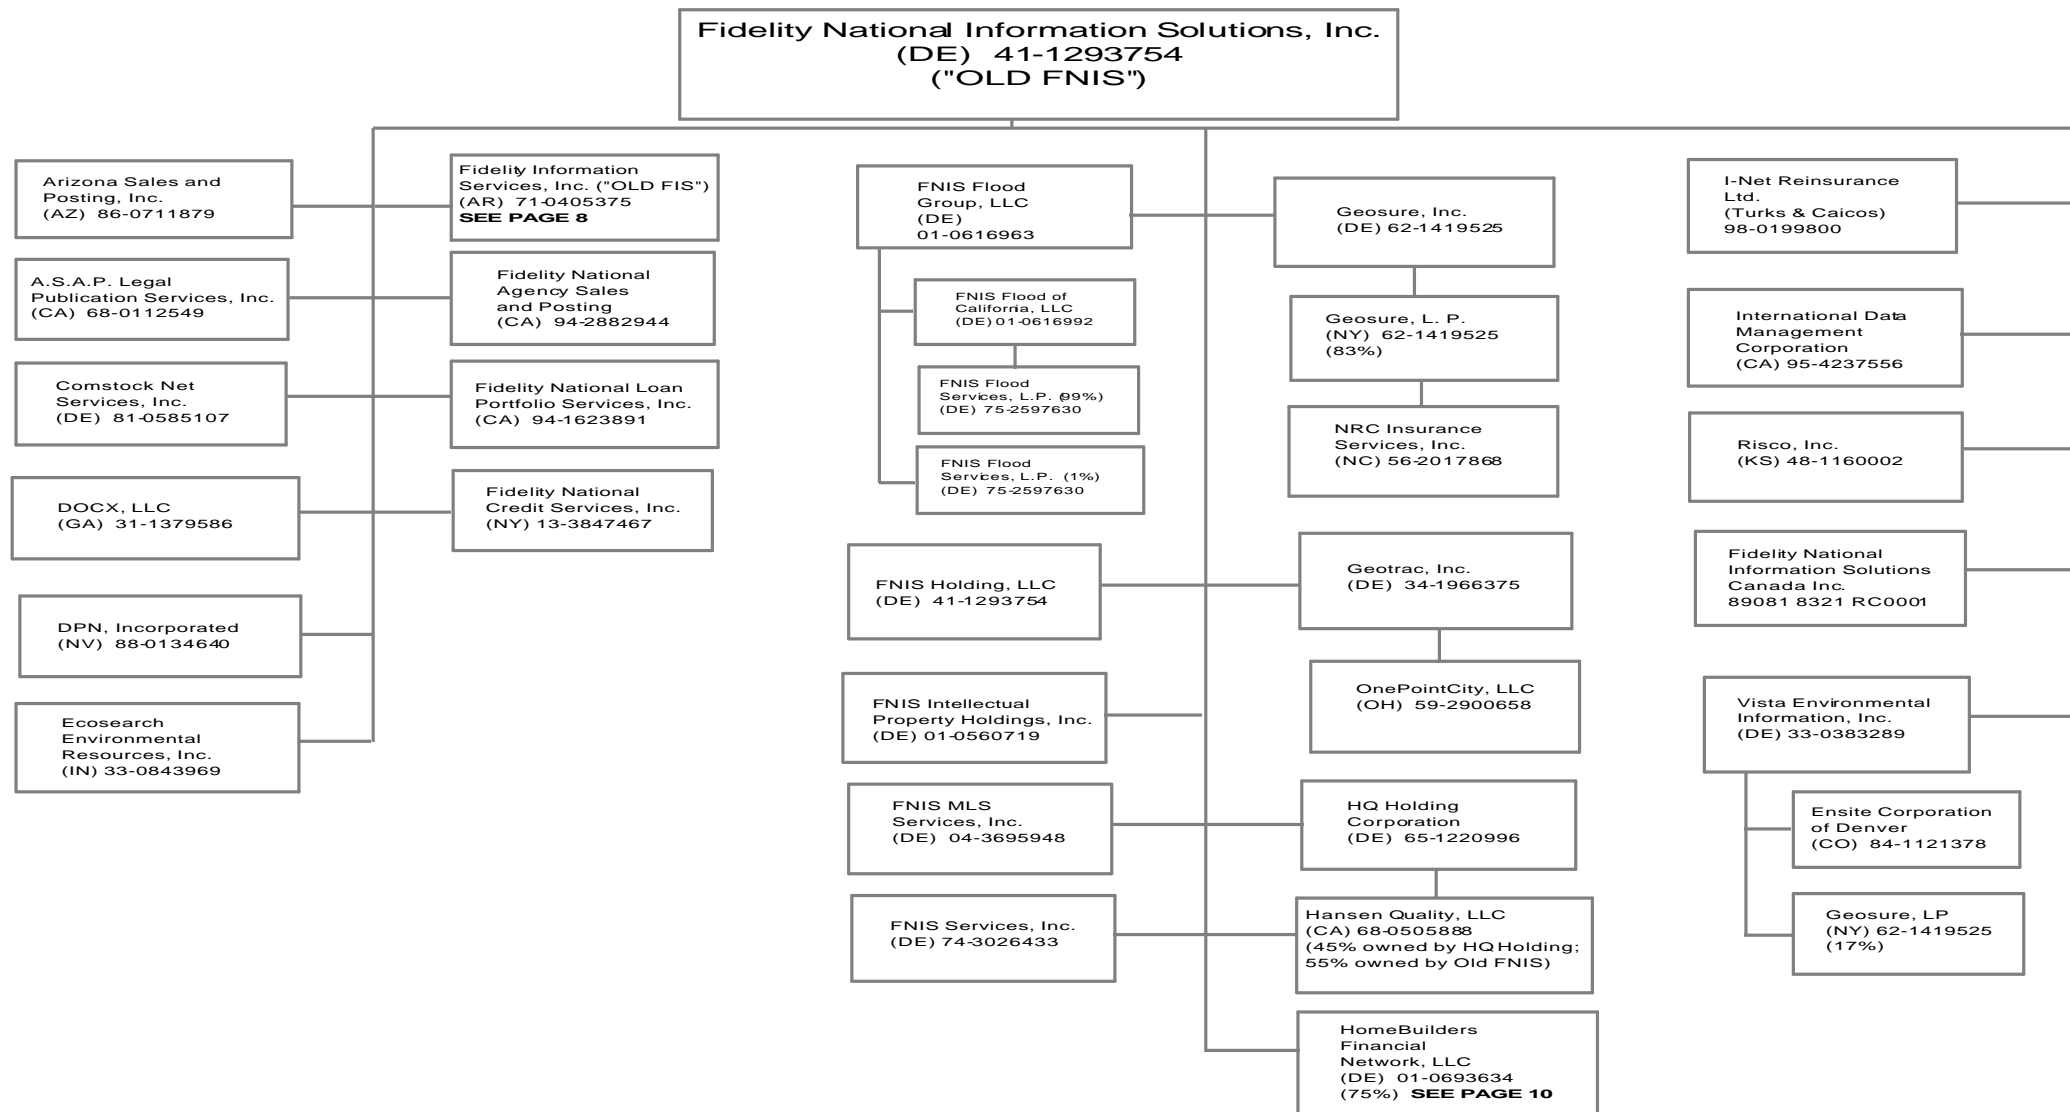 Fidelity National Information Solutions, Inc.
(DE) 41-1293754
("OLD FNIS")
Arizona Sales and
Posting, Inc.
(AZ) 86-0711879
A.S.A.P. Legal
Publication Services, Inc.
(CA) 68-0112549
Comstock Net
Services, Inc.
(DE) 81-0585107
DOCX, LLC
(GA) 31-1379586
DPN, Incorporated
(NV) 88-0134640
Ecosearch
Environmental
Resources, Inc.
(IN) 33-0843969
Fidelity Information
Services, Inc. ("OLD FIS")
(AR) 71-0405375
SEE PAGE 8
Fidelity National
Agency Sales
and Posting
(CA) 94-2882944
Fidelity National Loan
Portfolio Services, Inc.
(CA) 94-1623891
Fidelity National
Credit Services, Inc.
(NY) 13-3847467
FNIS Flood
Group, LLC
(DE)
01-0616963
FNIS Flood of
California, LLC
(DE) 01-0616992
FNIS Flood
Services, L.P. (99%)
(DE) 75-2597630
FNIS Flood
Services, L.P. (1%)
(DE) 75-2597630
FNIS Holding, LLC
(DE) 41-1293754
FNIS Intellectual
Property Holdings, Inc.
(DE) 01-0560719
FNIS MLS
Services, Inc.
(DE) 04-3695948
FNIS Services, Inc.
(DE) 74-3026433
Geosure, Inc.
(DE) 62-1419525
Geosure, L. P.
(NY) 62-1419525
(83%)
NRC Insurance
Services, Inc.
(NC) 56-2017868
Geotrac, Inc.
(DE) 34-1966375
OnePointCity, LLC
(OH) 59-2900658
HQ Holding
Corporation
(DE) 65-1220996
Hansen Quality, LLC
(CA) 68-0505888
(45% owned by HQ Holding;
55% owned by Old FNIS)
HomeBuilders
Financial
Network, LLC
(DE) 01-0693634
(75%) SEE PAGE 10
I-Net Reinsurance
Ltd.
(Turks & Caicos)
98-0199800
International Data
Management
Corporation
(CA) 95-4237556
Risco, Inc.
(KS) 48-1160002
Fidelity National
Information Solutions
Canada Inc.
89081 8321 RC0001
Vista Environmental
Information, Inc.
(DE) 33-0383289
Ensite Corporation
of Denver
(CO) 84-1121378
Geosure, LP
(NY) 62-1419525
(17%)